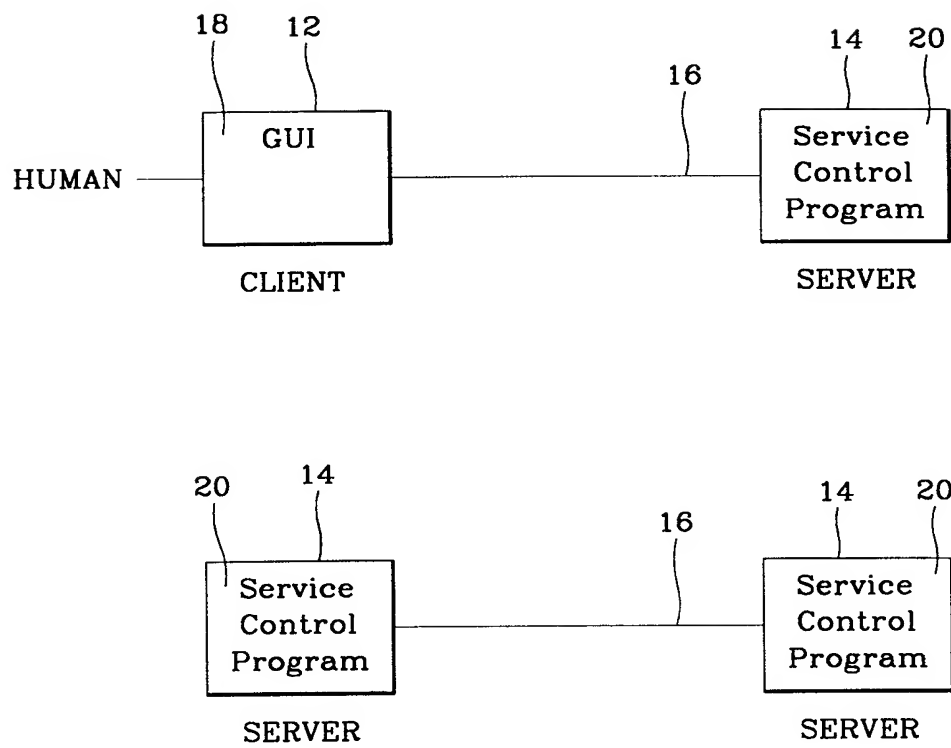 18 12 14 20
16
GUI
Service
Control
Program
HUMAN
CLIENT
SERVER
20 14 14 20
16
Service
Control
Program
Service
Control
Program
SERVER
SERVER